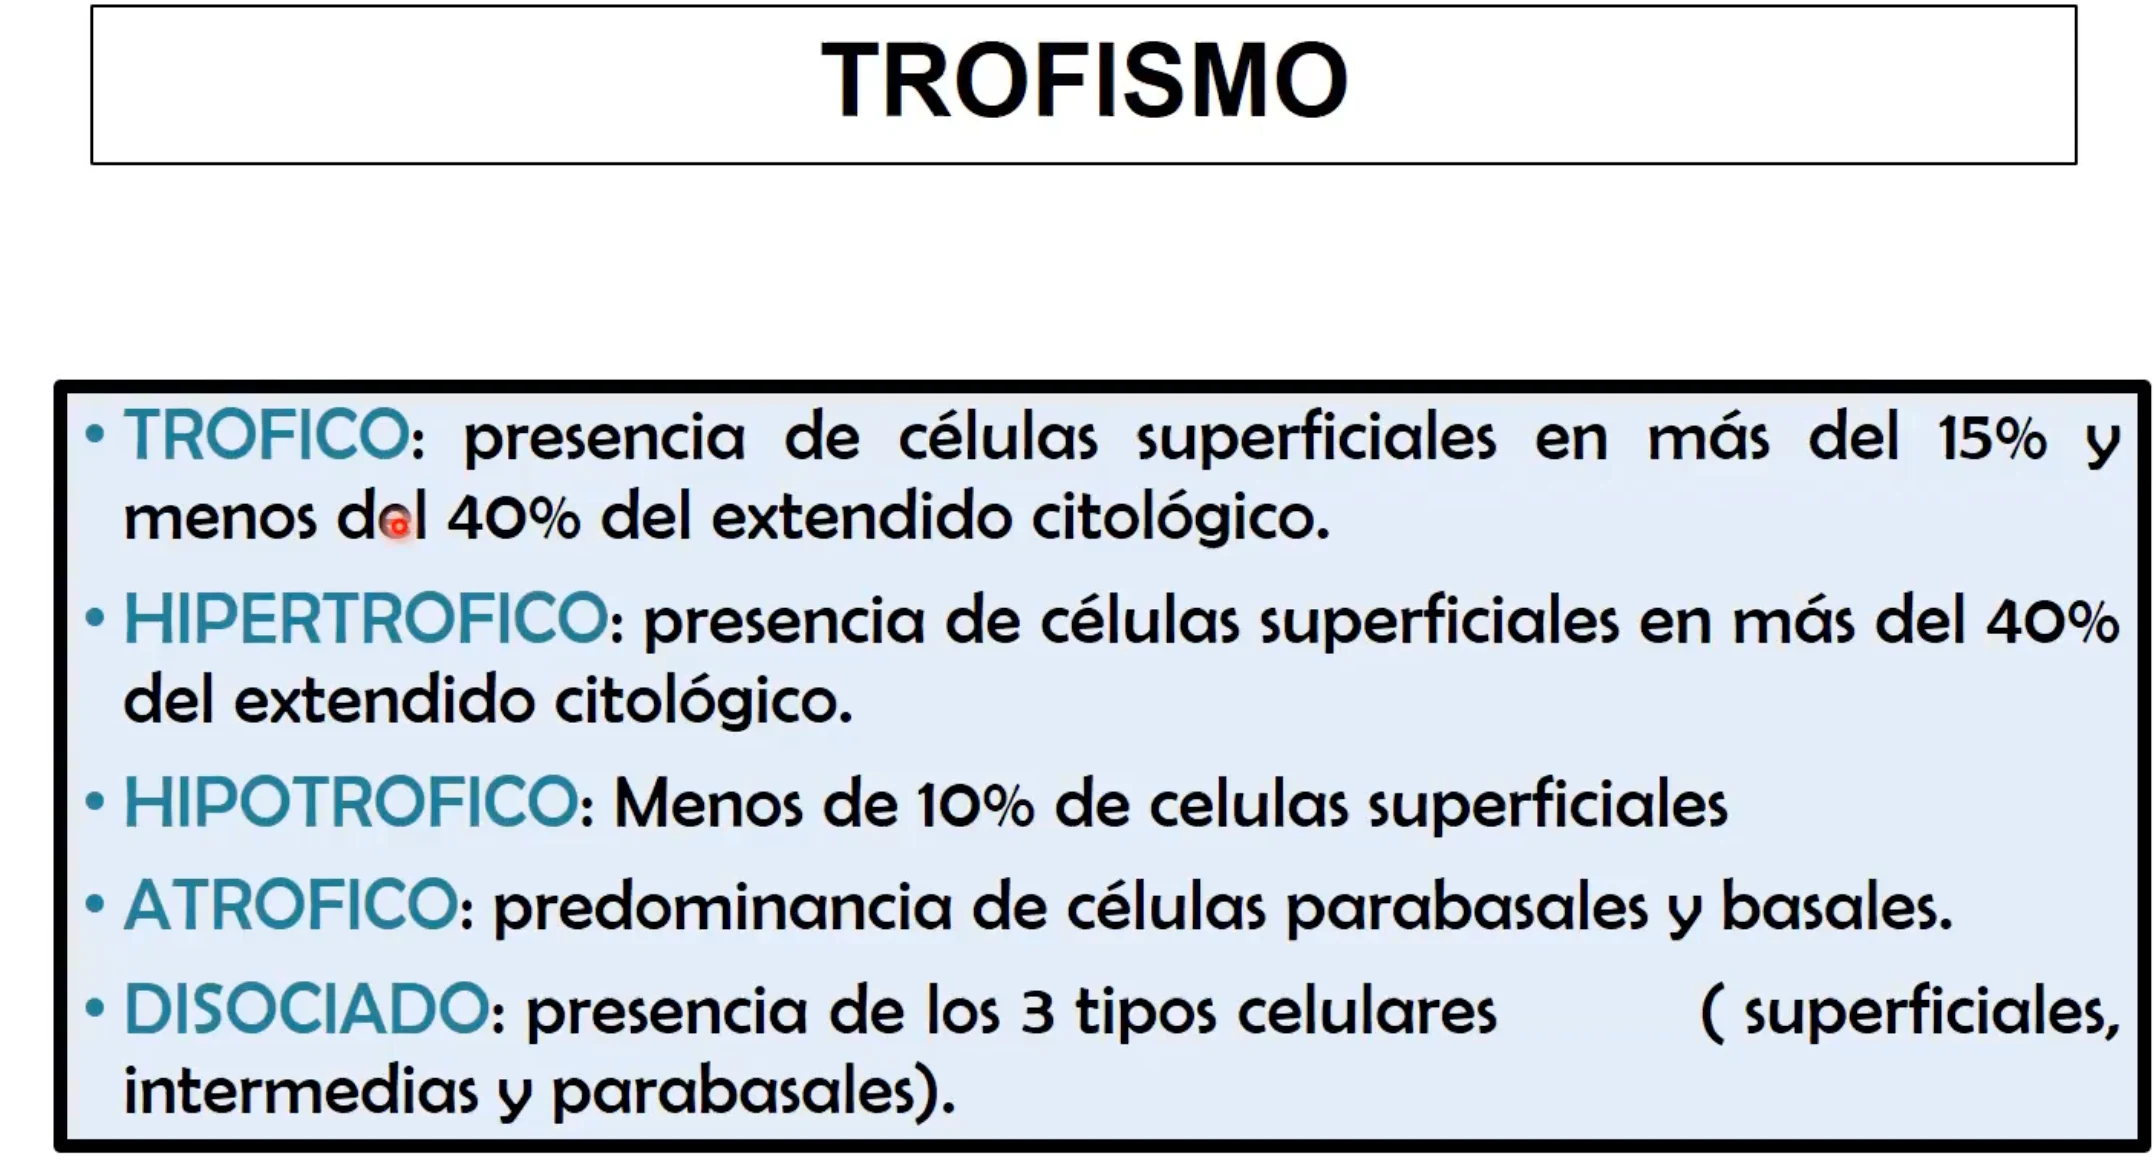 TROFISMO
• TROFICO: presencia de células superficiales en más del 15% y
menos del 40% del extendido citológico.
• HIPERTROFICO: presencia de células superficiales en más del 40%
del extendido citológico.
• HIPOTROFICO: Menos de 10% de celulas superficiales
• ATROFICO: predominancia de células parabasales y basales.
• DISOCIADO: presencia de los 3 tipos celulares ( superficiales,
intermedias y parabasales).